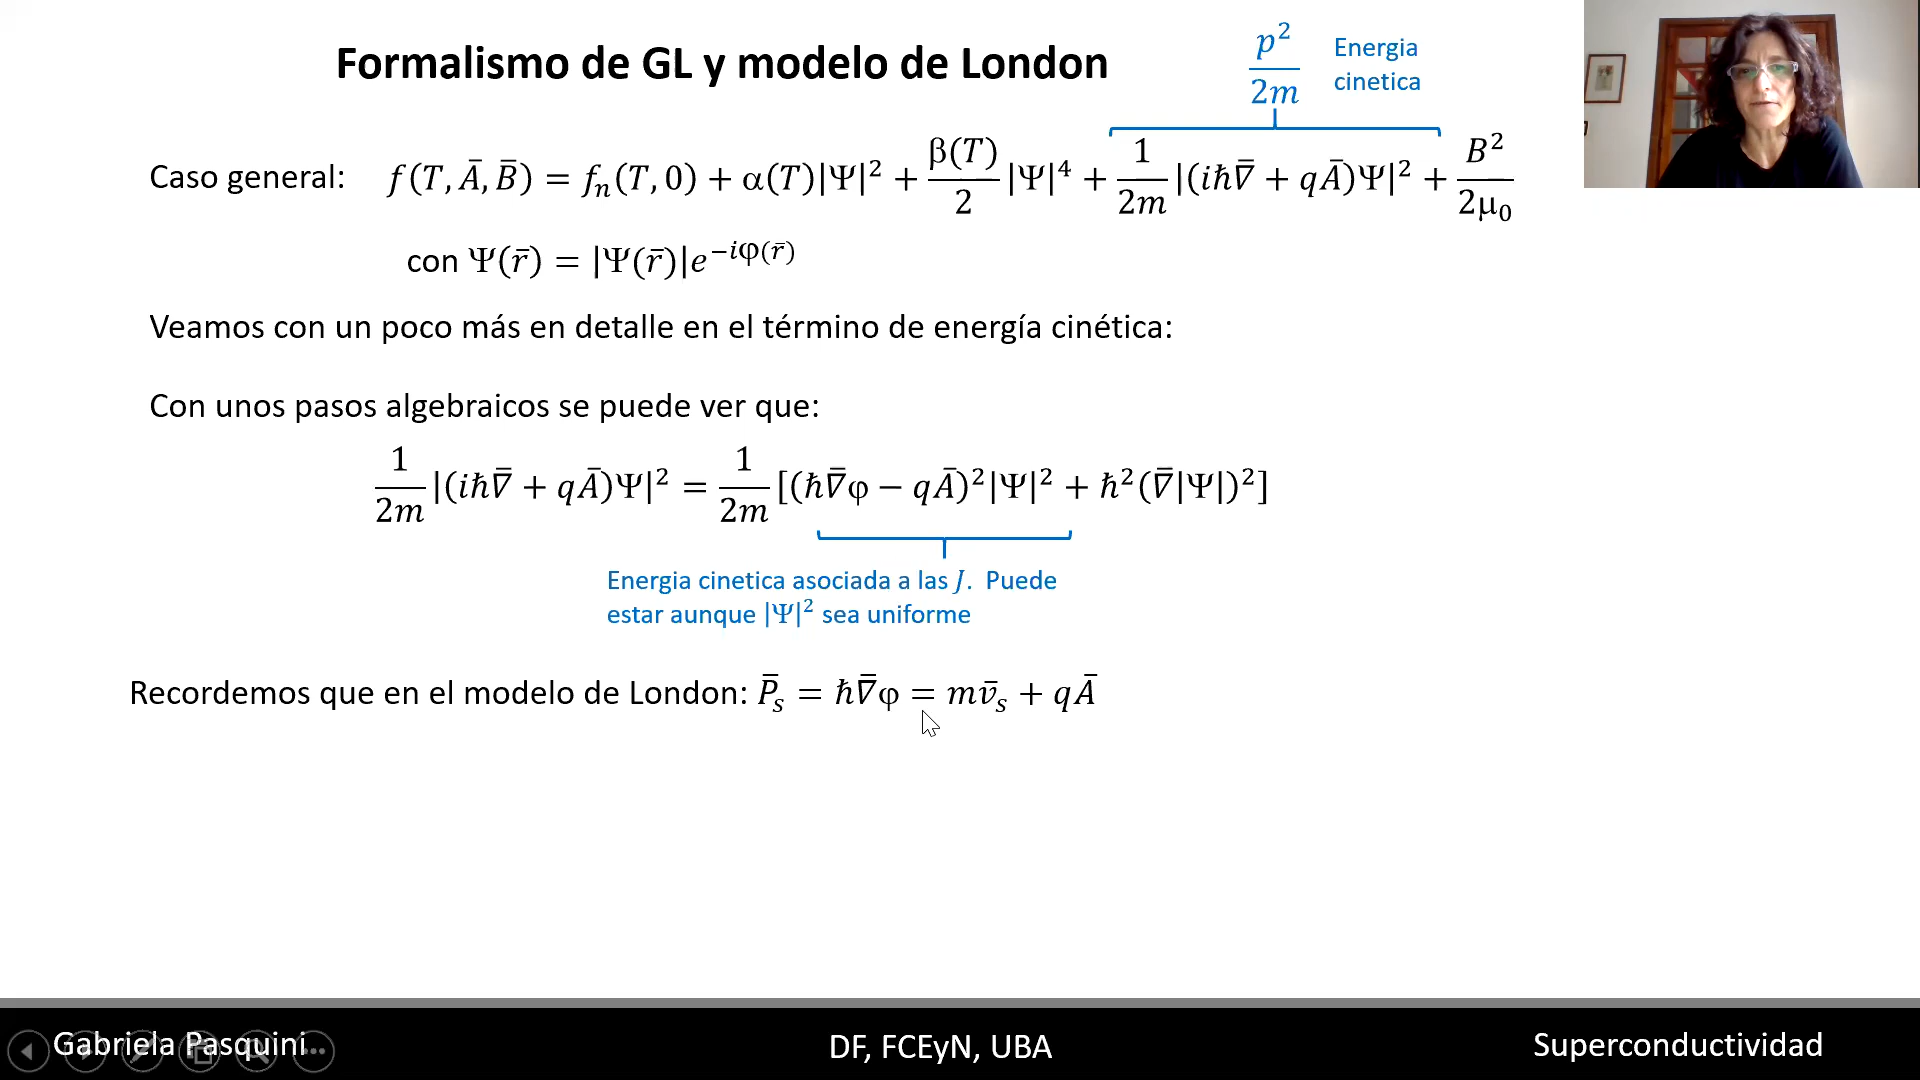 Formalismo de GL y modelo de London
p²/2m Energia cinetica
Caso general: f(T, Ā, B̄) = fₙ(T, 0) + α(T)|Ψ|² + β(T)/2 |Ψ|⁴ + 1/2m |(iħ∇̄ + qĀ)Ψ|² + B²/2μ₀
con Ψ(r̄) = |Ψ(r̄)|e^{−iφ(r̄)}
Veamos con un poco más en detalle en el término de energía cinética:
Con unos pasos algebraicos se puede ver que:
1/2m |(iħ∇̄ + qĀ)Ψ|² = 1/2m [(ħ∇̄φ − qĀ)²|Ψ|² + ħ²(∇̄|Ψ|)²]
Energia cinetica asociada a las J. Puede
estar aunque |Ψ|² sea uniforme
Recordemos que en el modelo de London: P̄ₛ = ħ∇̄φ = mv̄ₛ + qĀ
Gabriela Pasquini
DF, FCEyN, UBA
Superconductividad